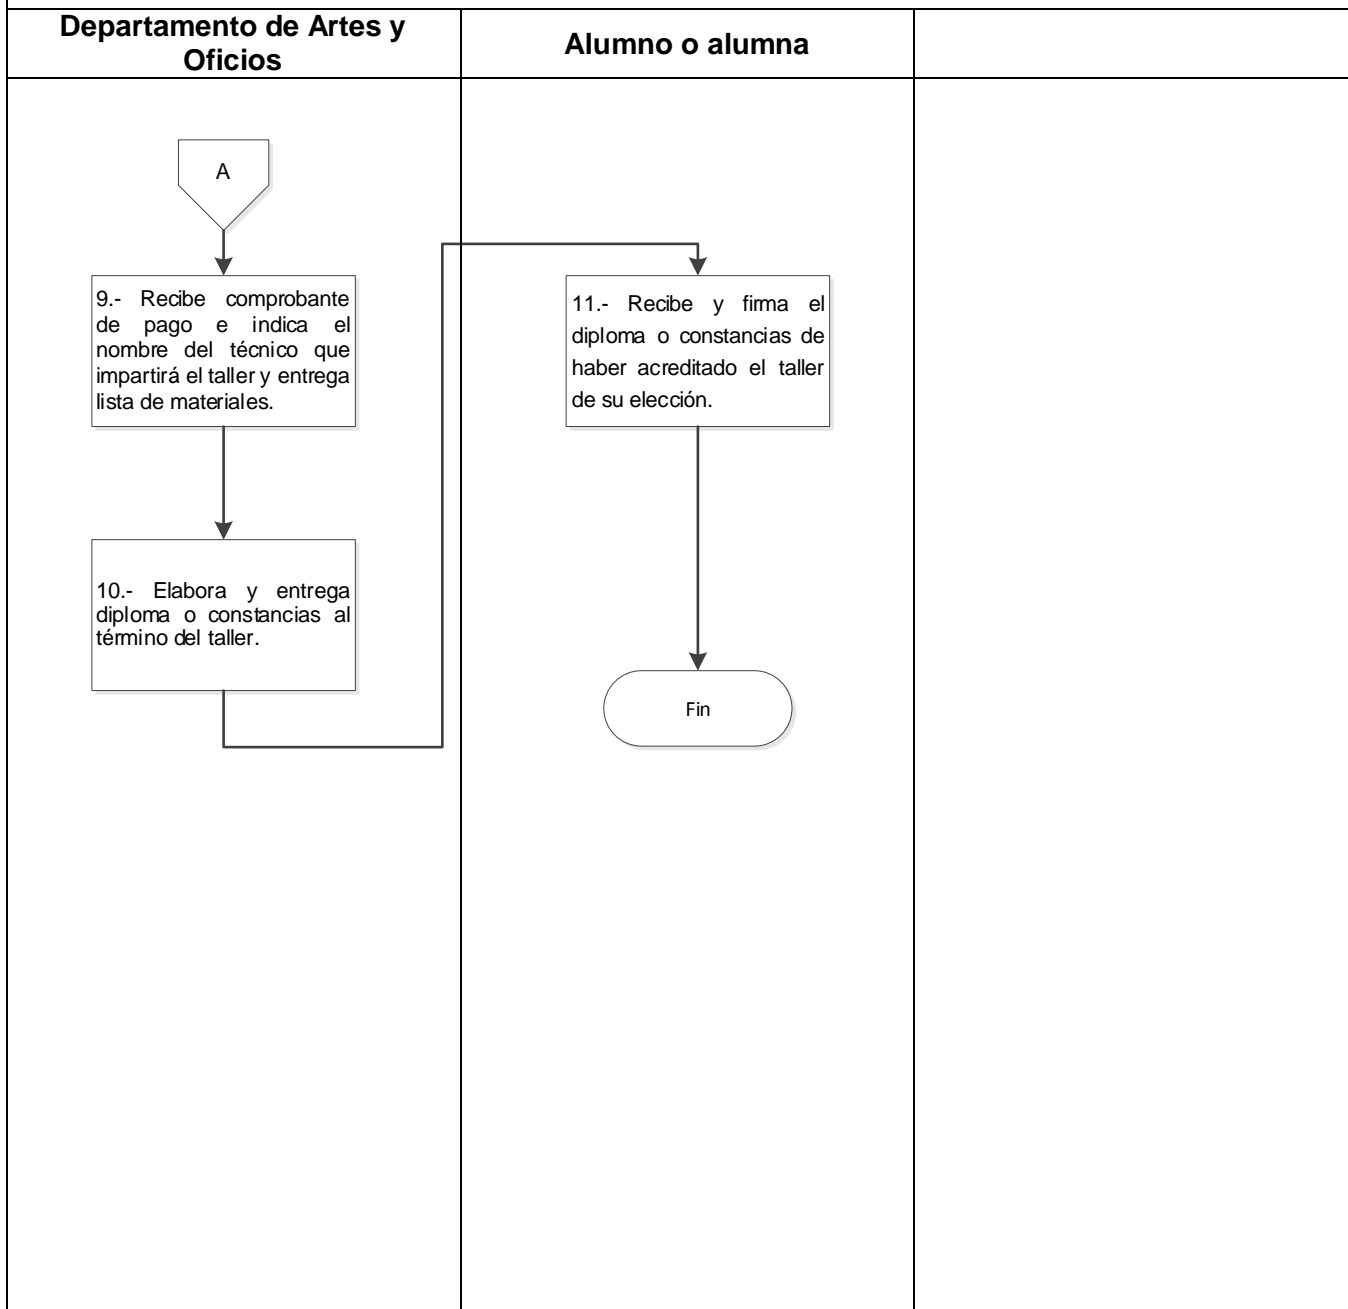 Departamento de Artes y
Oficios
Alumno o alumna
A
9.- Recibe comprobante
de pago e indica el
nombre del técnico que
impartirá el taller y entrega
lista de materiales.
10.- Elabora y entrega
diploma o constancias al
término del taller.
11.- Recibe y firma el
diploma o constancias de
haber acreditado el taller
de su elección.
Fin